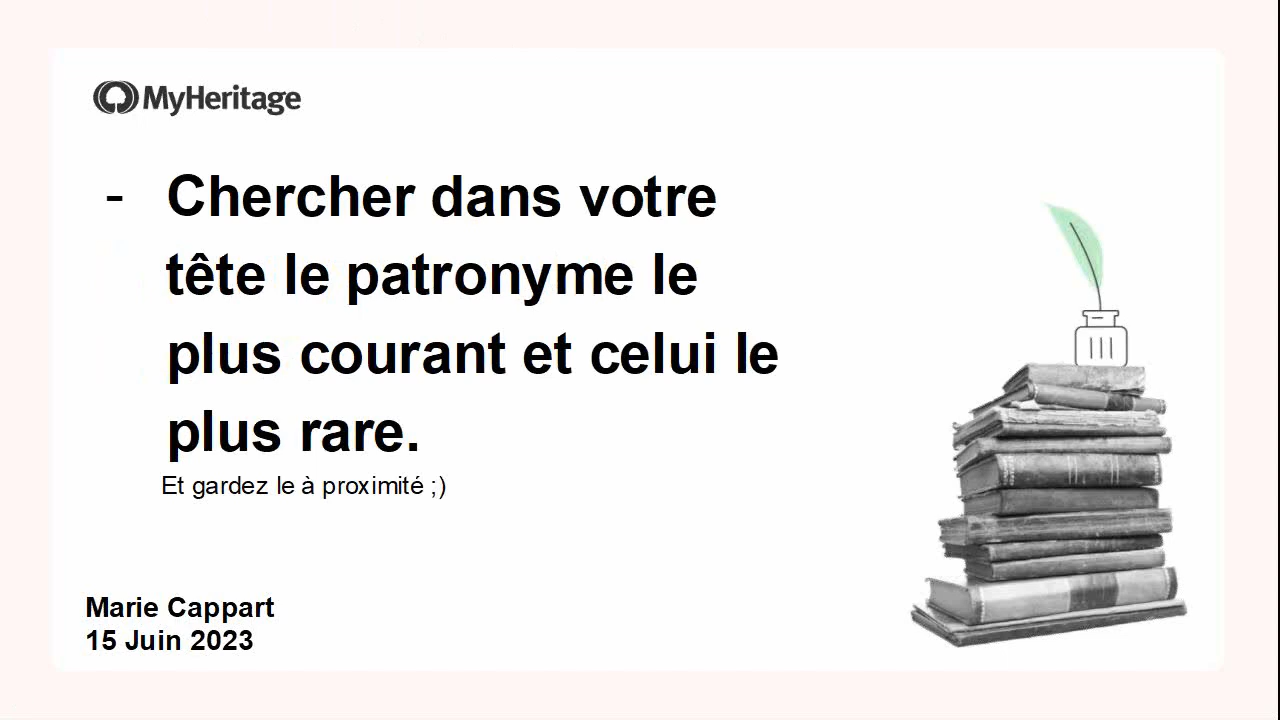 MyHeritage
- Chercher dans votre
tête le patronyme le
plus courant et celui le
plus rare.
Et gardez le à proximité ;)
Marie Cappart
15 Juin 2023